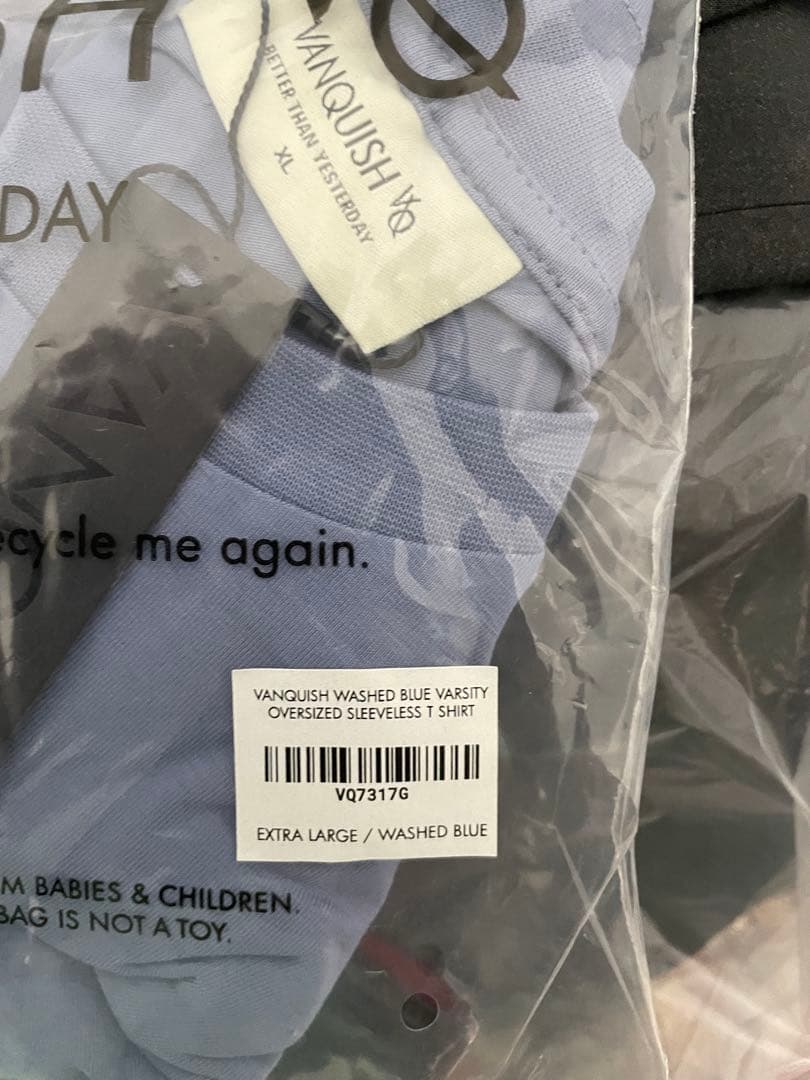 VANQUISH VQ
BETTER THAN YESTERDAY
XL
DAY
ecycle me again.
VANQUISH WASHED BLUE VARSITY
OVERSIZED SLEEVELESS T SHIRT
VQ7317G
EXTRA LARGE / WASHED BLUE
M BABIES & CHILDREN.
BAG IS NOT A TOY.